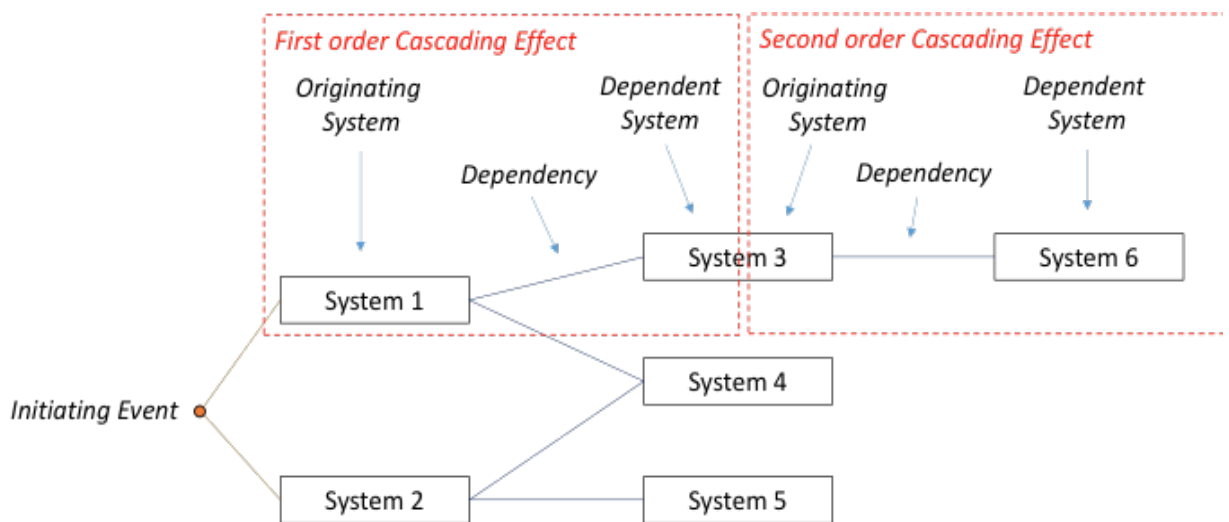 First order Cascading Effect
Second order Cascading Effect
Originating
System
Dependent
System
Originating
System
Dependent
System
Dependency
Dependency
System 3
System 6
System 1
System 4
Initiating Event
System 2
System 5